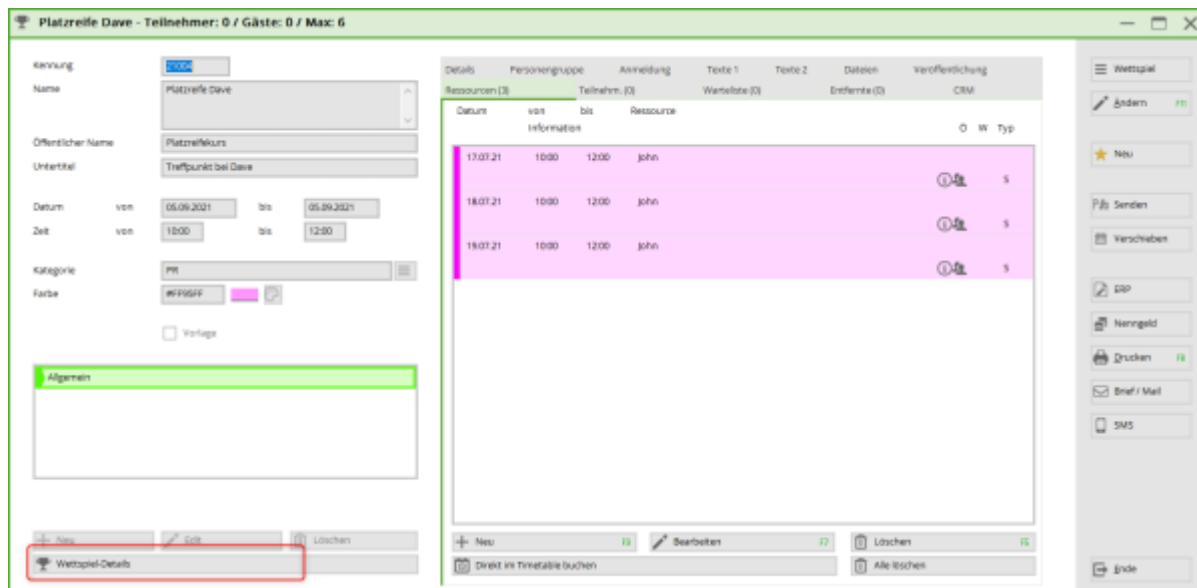 Platzreife Dave - Teilnehmer: 0 / Gäste: 0 / Max: 6
Kennung 21004
Name Platzreife Dave
Öffentlicher Name Platzreifekurs
Untertitel Treffpunkt bei Dave
Datum von 05.09.2021 bis 05.09.2021
Zeit von 10:00 bis 12:00
Kategorie PR
Farbe #FF95FF
Vorlage
Allgemein
Neu Edit Löschen
Wettspiel-Details
Details Personengruppe Anmeldung Texte 1 Texte 2 Dateien Veröffentlichung
Ressourcen (3) Teilnehm. (0) Warteliste (0) Entfernte (0) CRM
Datum von bis Ressource
Information Ö W Typ
17.07.21 10:00 12:00 John
S
18.07.21 10:00 12:00 John
S
19.07.21 10:00 12:00 John
S
Neu Bearbeiten F7 Löschen F5
Direkt im Timetable buchen Alle löschen
Wettspiel
Ändern F11
Neu
Senden
Verschieben
ERP
Nenngeld
Drucken
Brief / Mail
SMS
Ende